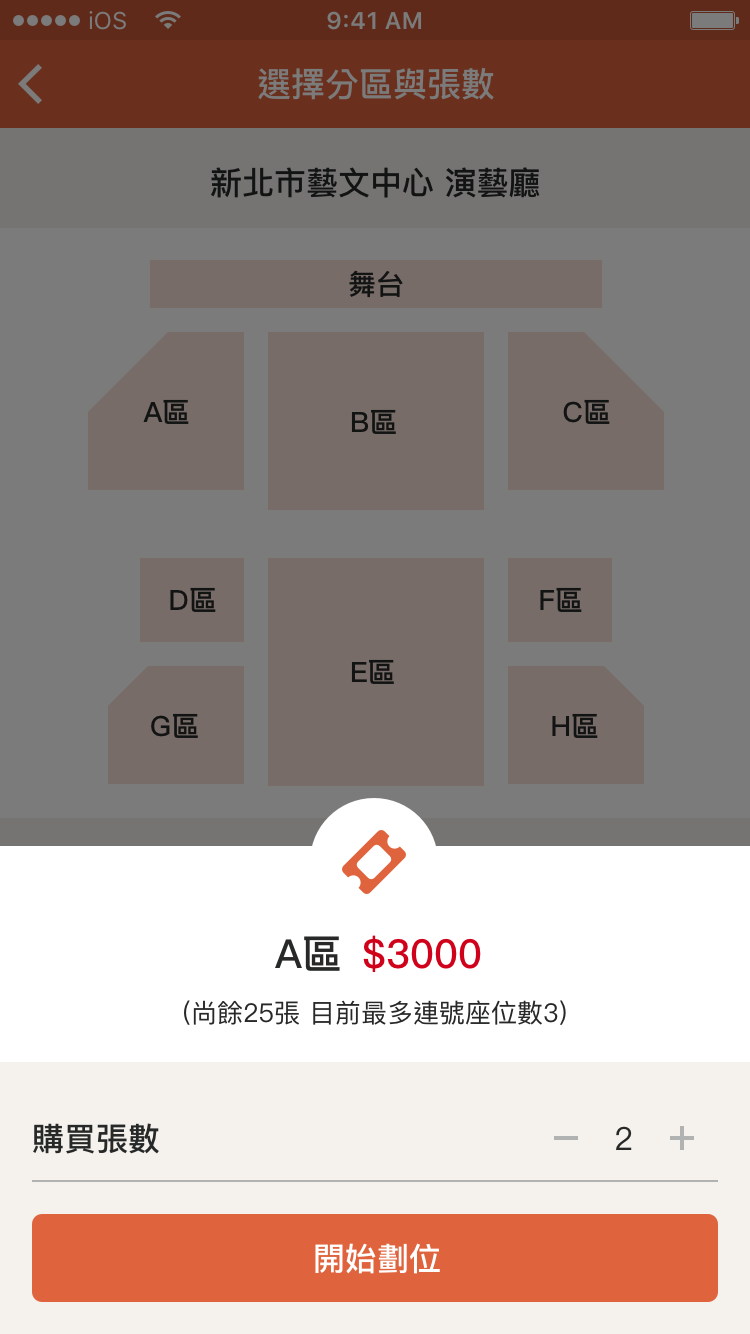 iOS 9:41 AM
選擇分區與張數
新北市藝文中心 演藝廳
舞台
A區 B區 C區
D區 E區 F區
G區 H區
A區 $3000
(尚餘25張 目前最多連號座位數3)
購買張數 − 2 +
開始劃位